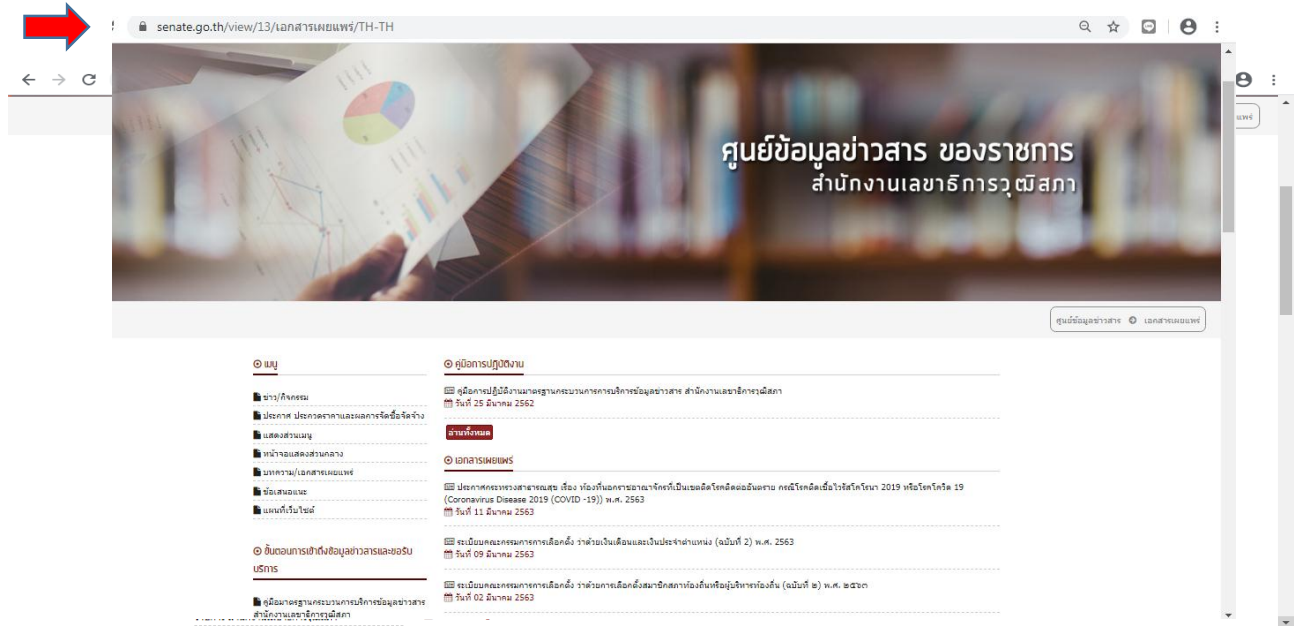 senate.go.th/view/13/เอกสารเผยแพร่/TH-TH
ศูนย์ข้อมูลข่าวสาร ของราชการ
สำนักงานเลขาธิการวุฒิสภา
แพร่
ศูนย์ข้อมูลข่าวสาร เอกสารเผยแพร่
เมนู
ข่าว/กิจกรรม
ประกาศ ประกวดราคาและผลการจัดซื้อจัดจ้าง
แสดงส่วนเมนู
หน้าจอแสดงส่วนกลาง
บทความ/เอกสารเผยแพร่
ข้อเสนอแนะ
แผนที่เว็บไซต์
ขั้นตอนการเข้าถึงข้อมูลข่าวสารและขอรับ
บริการ
คู่มือมาตรฐานกระบวนการบริการข้อมูลข่าวสาร
สำนักงานเลขาธิการวุฒิสภา
คู่มือการปฏิบัติงาน
คู่มือการปฏิบัติงานมาตรฐานกระบวนการการบริการข้อมูลข่าวสาร สำนักงานเลขาธิการวุฒิสภา
วันที่ 25 มีนาคม 2562
อ่านทั้งหมด
เอกสารเผยแพร่
ประกาศกระทรวงสาธารณสุข เรื่อง ท้องที่นอกราชอาณาจักรที่เป็นเขตติดโรคติดต่ออันตราย กรณีโรคติดเชื้อไวรัสโคโรนา 2019 หรือโรคโควิด 19
(Coronavirus Disease 2019 (COVID -19)) พ.ศ. 2563
วันที่ 11 มีนาคม 2563
ระเบียบคณะกรรมการการเลือกตั้ง ว่าด้วยเงินเดือนและเงินประจำตำแหน่ง (ฉบับที่ 2) พ.ศ. 2563
วันที่ 09 มีนาคม 2563
ระเบียบคณะกรรมการการเลือกตั้ง ว่าด้วยการเลือกตั้งสมาชิกสภาท้องถิ่นหรือผู้บริหารท้องถิ่น (ฉบับที่ ๒) พ.ศ. ๒๕๖๓
วันที่ 02 มีนาคม 2563